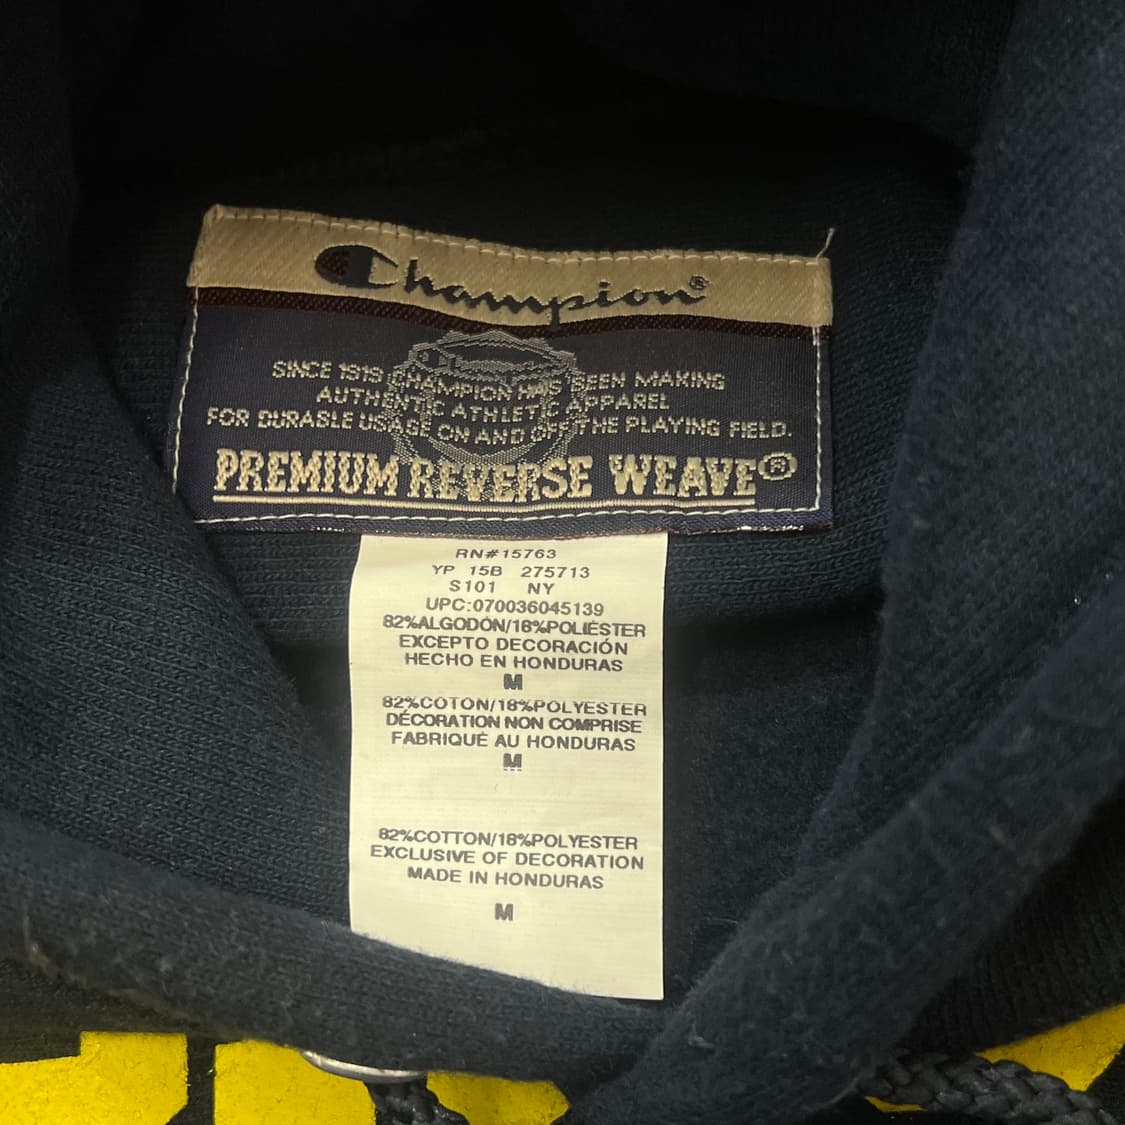 Champion®
SINCE 1919 CHAMPION HAS BEEN MAKING
AUTHENTIC ATHLETIC APPAREL
FOR DURABLE USAGE ON AND OFF THE PLAYING FIELD.
PREMIUM REVERSE WEAVE®
RN#15763
YP 15B 275713
S101 NY
UPC:070036045139
82%ALGODÓN/18%POLIÉSTER
EXCEPTO DECORACIÓN
HECHO EN HONDURAS
M
82%COTON/18%POLYESTER
DÉCORATION NON COMPRISE
FABRIQUÉ AU HONDURAS
M
82%COTTON/18%POLYESTER
EXCLUSIVE OF DECORATION
MADE IN HONDURAS
M